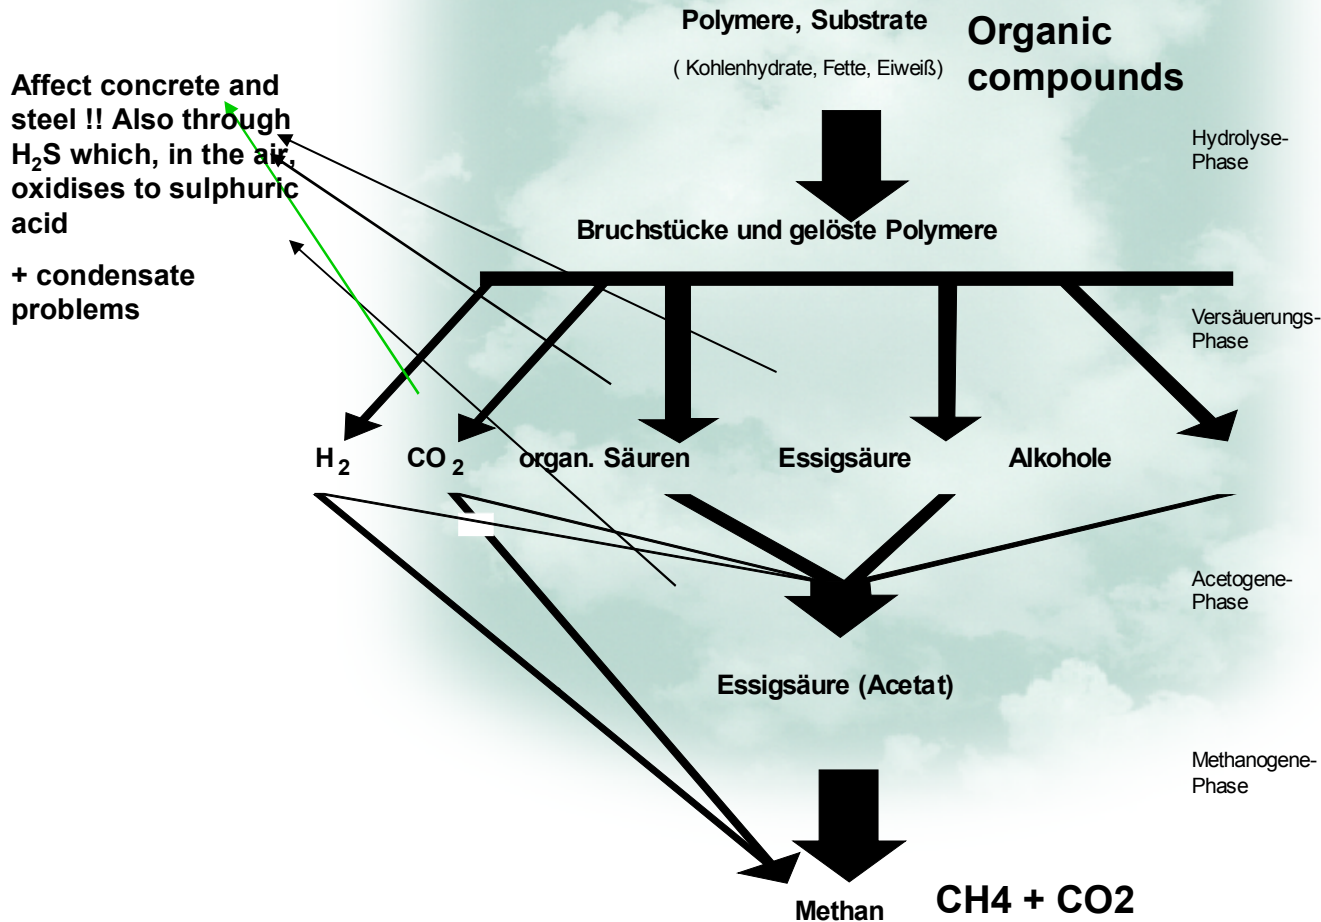 Polymere, Substrate
( Kohlenhydrate, Fette, Eiweiß)
Organic
compounds
Affect concrete and
steel !! Also through
H₂S which, in the air,
oxidises to sulphuric
acid
+ condensate
problems
Hydrolyse-
Phase
Bruchstücke und gelöste Polymere
Versäuerungs-
Phase
H₂ CO₂ organ. Säuren Essigsäure Alkohole
Acetogene-
Phase
Essigsäure (Acetat)
Methanogene-
Phase
Methan CH4 + CO2